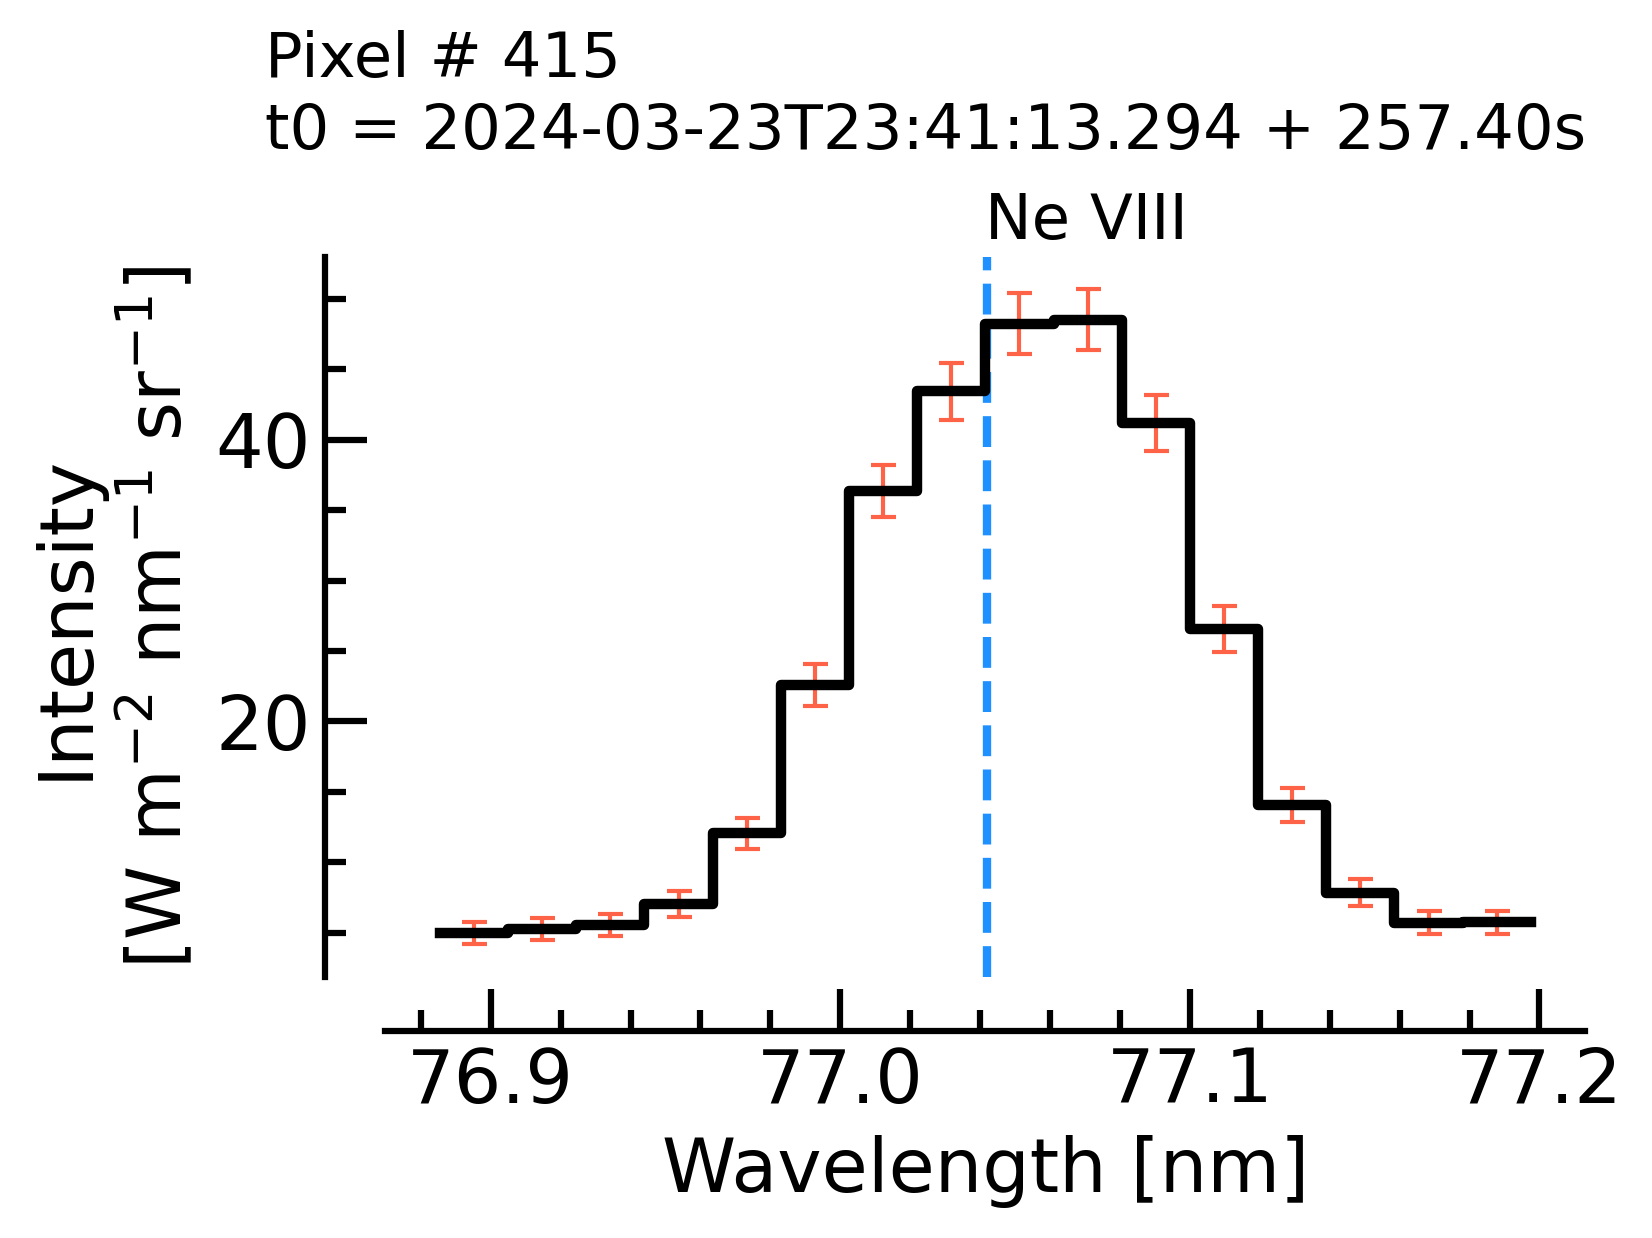 Pixel # 415
t0 = 2024-03-23T23:41:13.294 + 257.40s
Ne VIII
Intensity
[W m⁻² nm⁻¹ sr⁻¹]
40
20
76.9
77.0
77.1
77.2
Wavelength [nm]